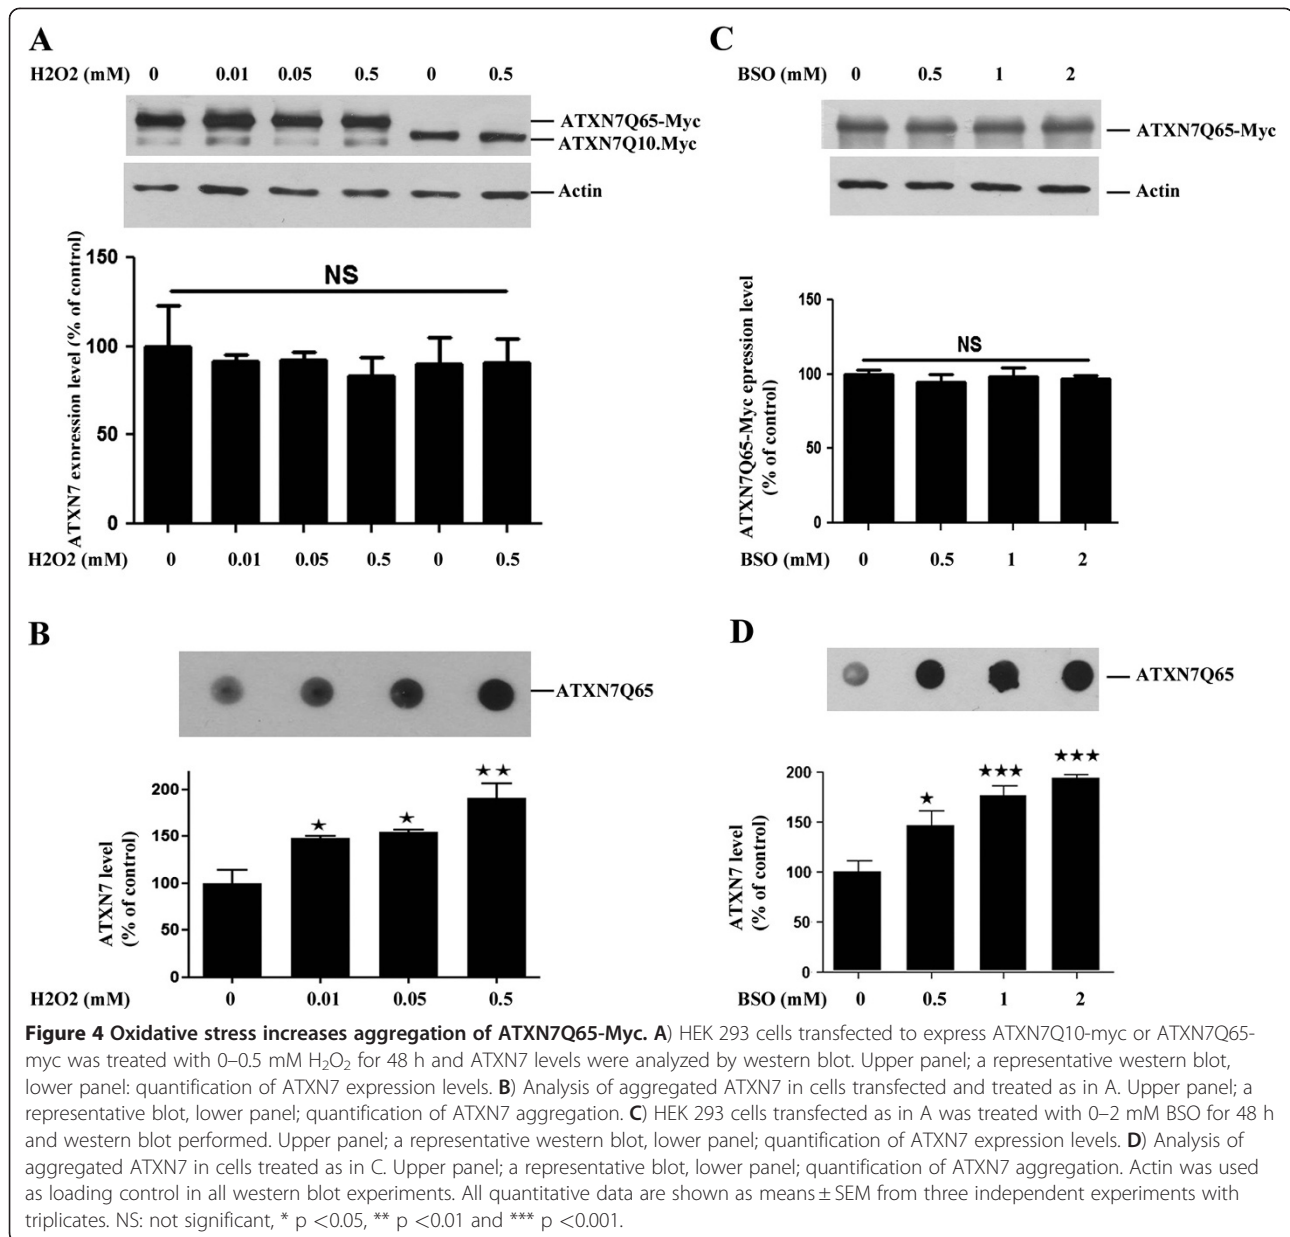 A
H2O2 (mM) 0 0.01 0.05 0.5 0 0.5
ATXN7Q65-Myc
ATXN7Q10.Myc
Actin
ATXN7 exprression level (% of control)
150
100
50
0
NS
H2O2 (mM) 0 0.01 0.05 0.5 0 0.5
C
BSO (mM) 0 0.5 1 2
ATXN7Q65-Myc
Actin
ATXN7Q65-Myc epression level
(% of control)
150
100
50
0
NS
BSO (mM) 0 0.5 1 2
B
ATXN7Q65
ATXN7 level
(% of control)
200
150
100
50
0
★ ★ ★★
H2O2 (mM) 0 0.01 0.05 0.5
D
ATXN7Q65
ATXN7 level
(% of control)
200
150
100
50
0
★ ★★★ ★★★
BSO (mM) 0 0.5 1 2
Figure 4 Oxidative stress increases aggregation of ATXN7Q65-Myc. A) HEK 293 cells transfected to express ATXN7Q10-myc or ATXN7Q65-
myc was treated with 0–0.5 mM H₂O₂ for 48 h and ATXN7 levels were analyzed by western blot. Upper panel; a representative western blot,
lower panel: quantification of ATXN7 expression levels. B) Analysis of aggregated ATXN7 in cells transfected and treated as in A. Upper panel; a
representative blot, lower panel; quantification of ATXN7 aggregation. C) HEK 293 cells transfected as in A was treated with 0–2 mM BSO for 48 h
and western blot performed. Upper panel; a representative western blot, lower panel; quantification of ATXN7 expression levels. D) Analysis of
aggregated ATXN7 in cells treated as in C. Upper panel; a representative blot, lower panel; quantification of ATXN7 aggregation. Actin was used
as loading control in all western blot experiments. All quantitative data are shown as means ± SEM from three independent experiments with
triplicates. NS: not significant, * p <0.05, ** p <0.01 and *** p <0.001.